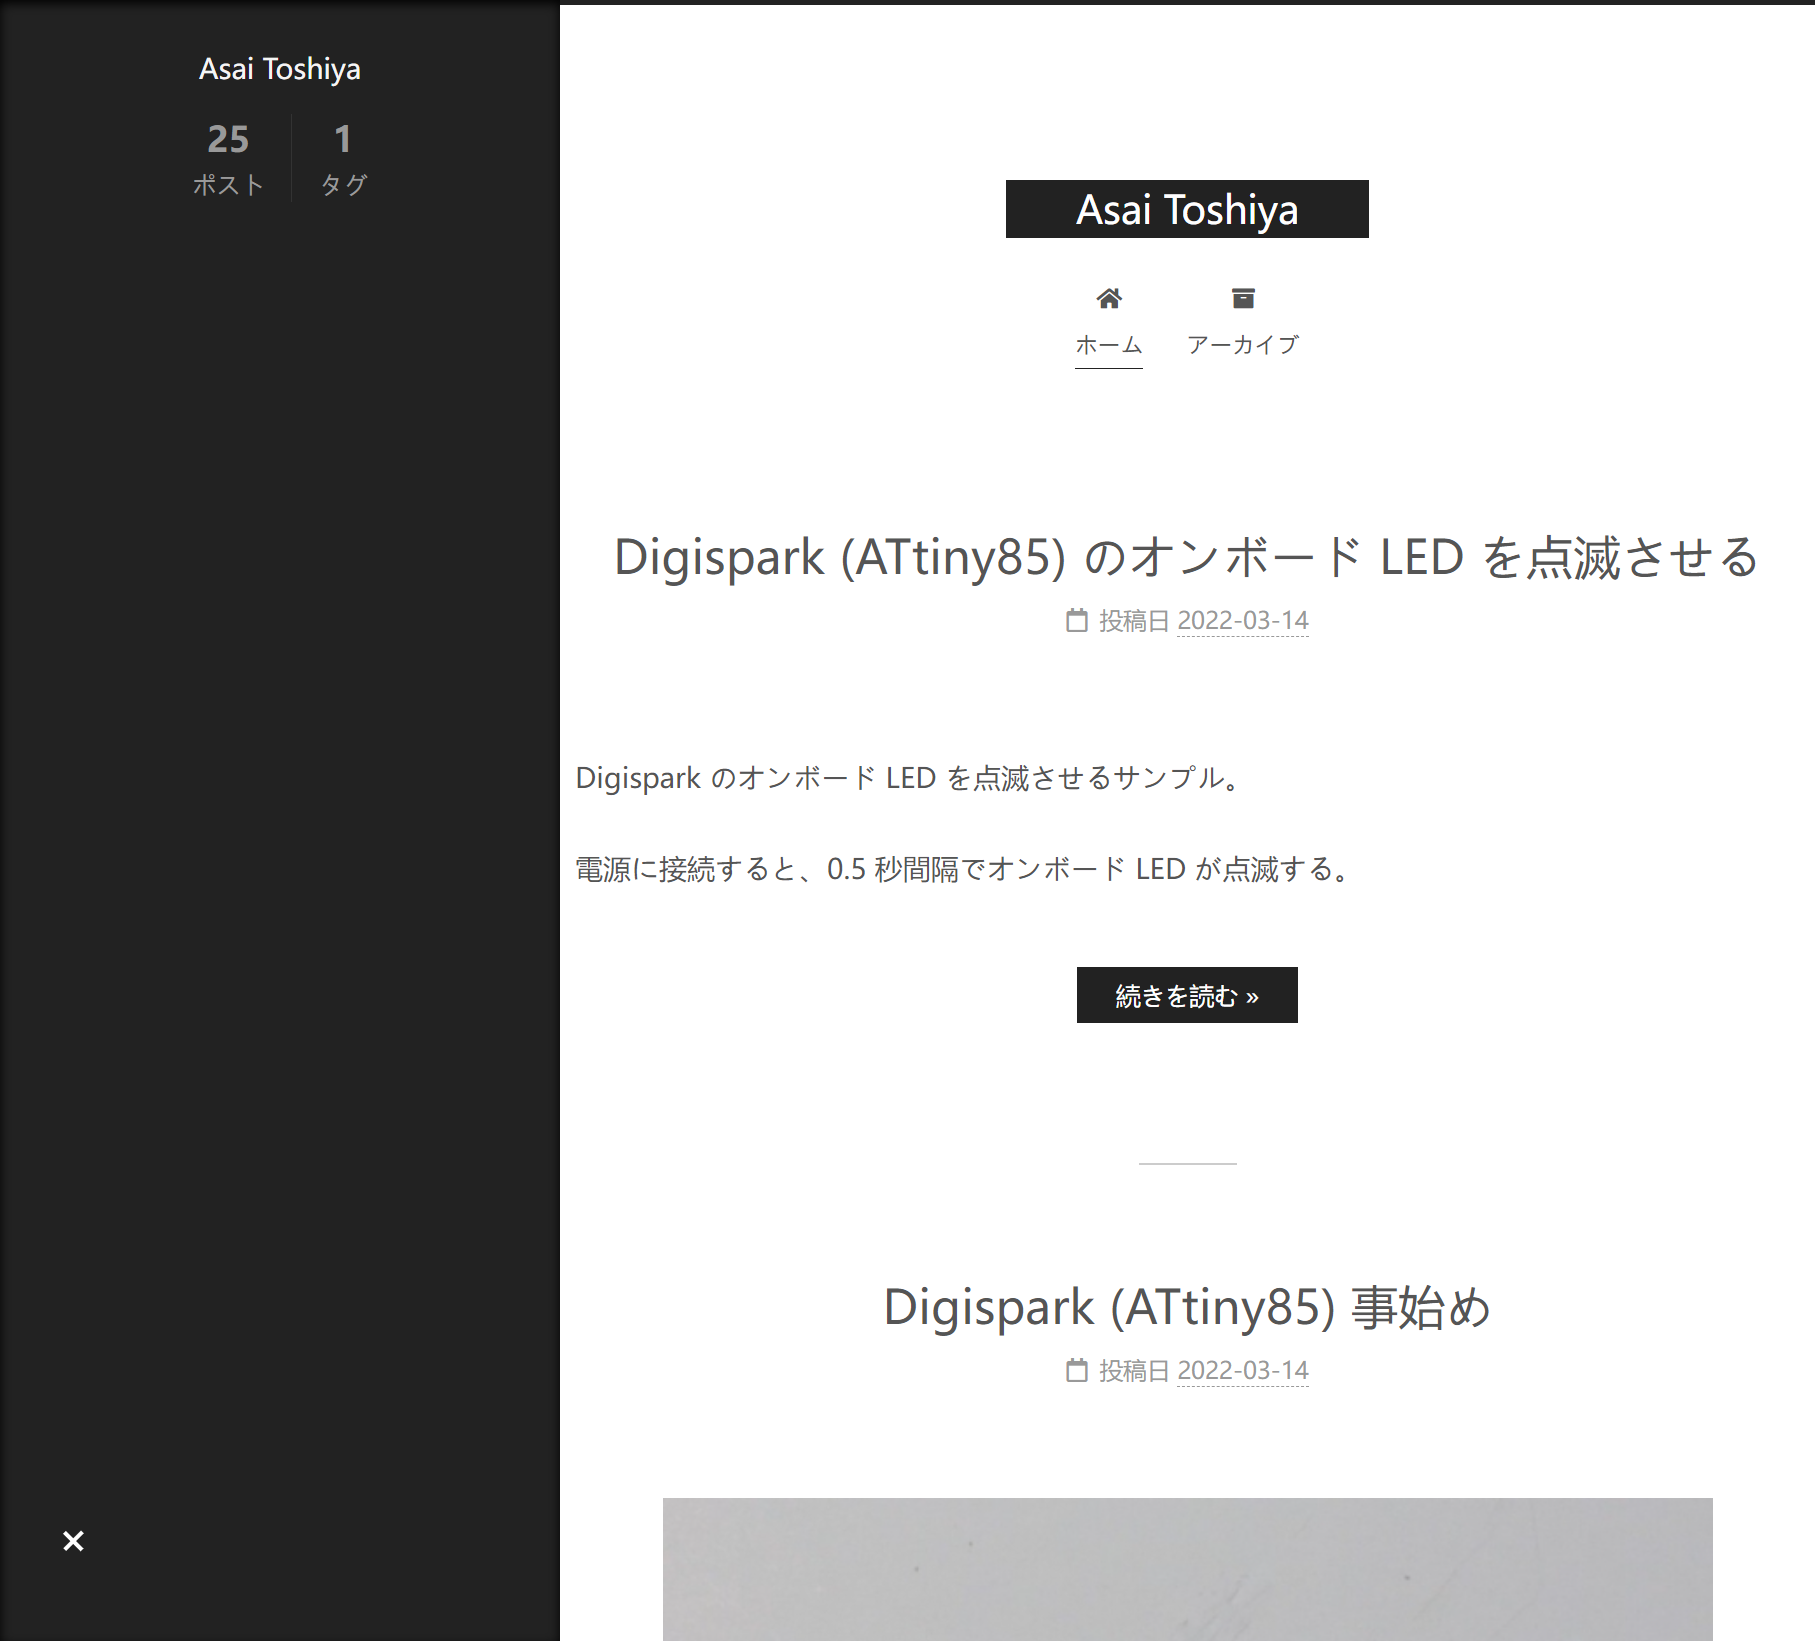 Asai Toshiya
25 1
ポスト タグ
Asai Toshiya
ホーム アーカイブ
Digispark (ATtiny85) のオンボード LED を点滅させる
投稿日 2022-03-14
Digispark のオンボード LED を点滅させるサンプル。
電源に接続すると、0.5 秒間隔でオンボード LED が点滅する。
続きを読む »
Digispark (ATtiny85) 事始め
投稿日 2022-03-14